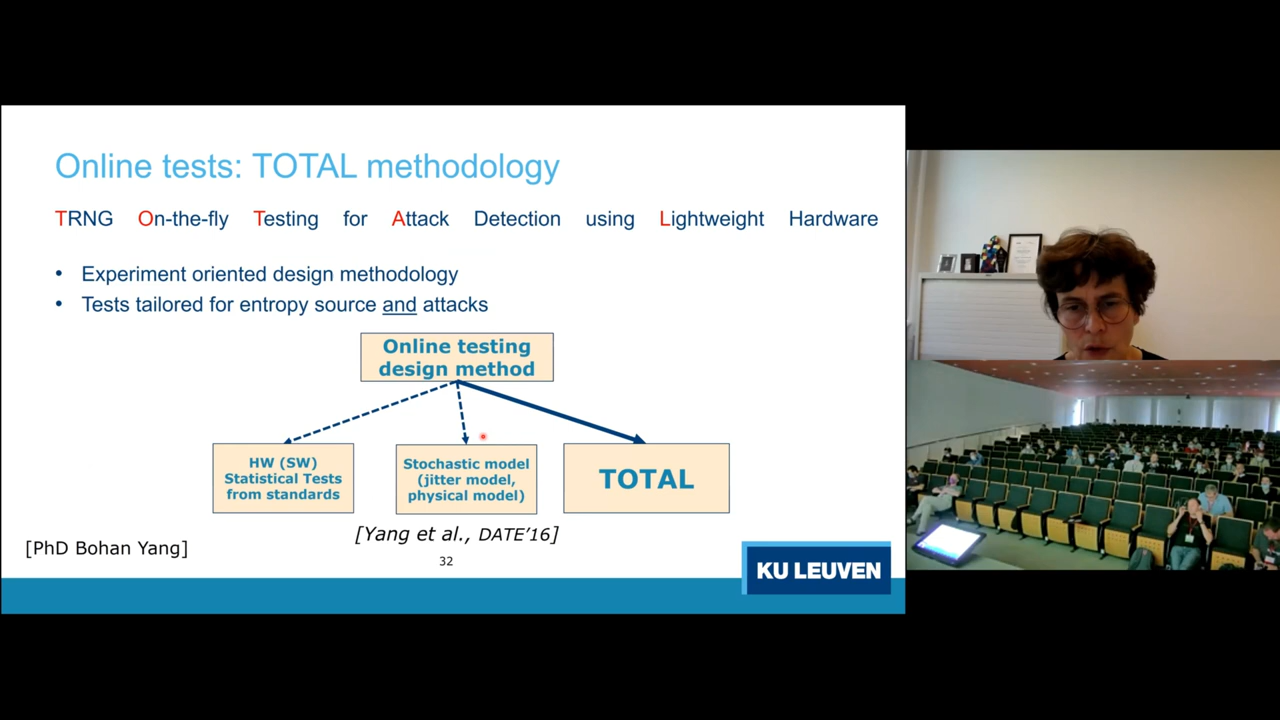 Online tests: TOTAL methodology
TRNG On-the-fly Testing for Attack Detection using Lightweight Hardware
• Experiment oriented design methodology
• Tests tailored for entropy source and attacks
Online testing
design method
HW (SW)
Statistical Tests
from standards
Stochastic model
(jitter model,
physical model)
TOTAL
[Yang et al., DATE'16]
[PhD Bohan Yang]
32
KU LEUVEN